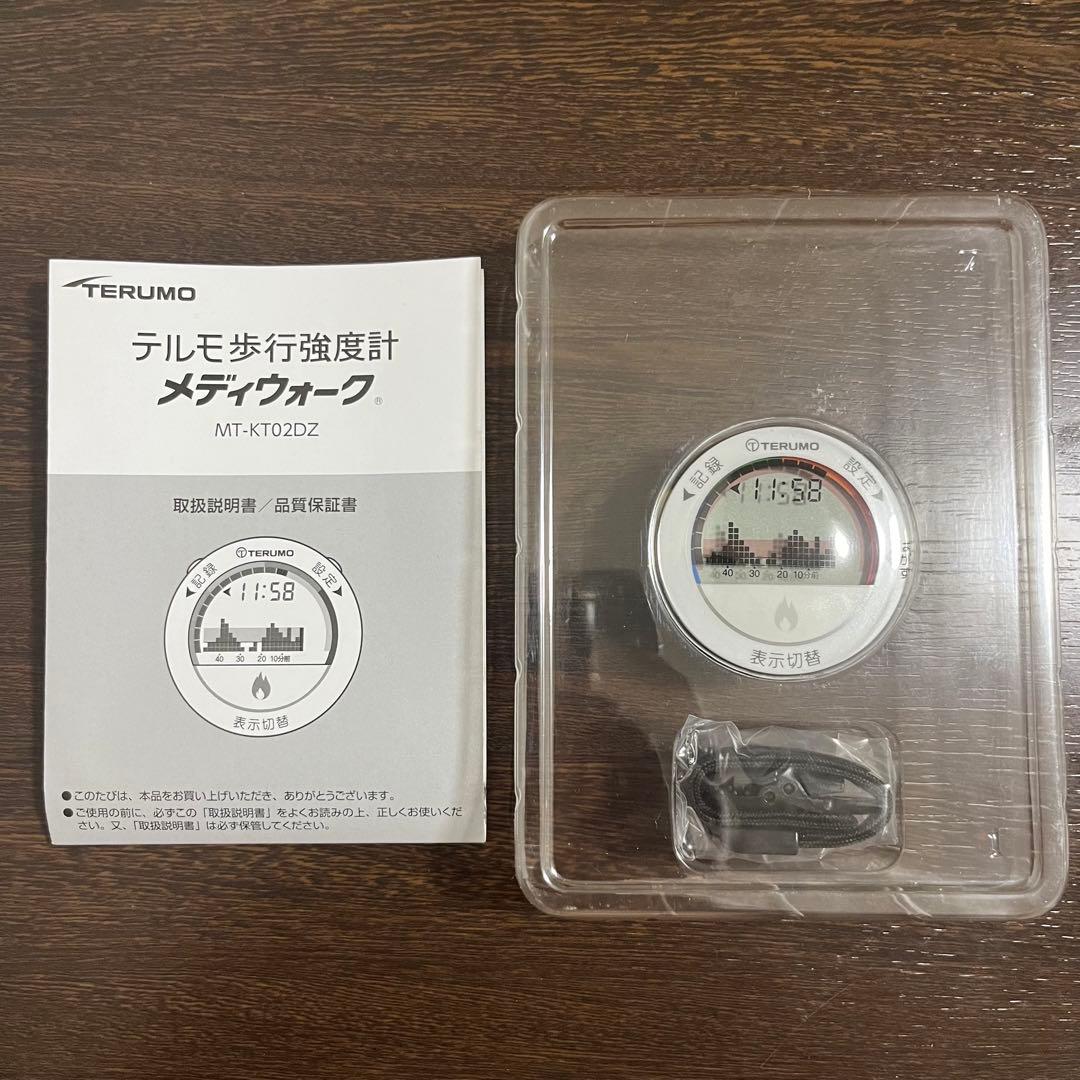 TERUMO
テルモ歩行強度計
メディウォーク®
MT-KT02DZ
取扱説明書/品質保証書
TERUMO
記録
設定
11:58
40 30 20 10分前
表示切替
●このたびは、本品をお買い上げいただき、ありがとうございます。
●ご使用の前に、必ずこの「取扱説明書」をよくお読みの上、正しくお使いくだ
さい。又、「取扱説明書」は必ず保管してください。
TERUMO
記録
設定
11:58
40 30 20 10分前
表示切替
はがす